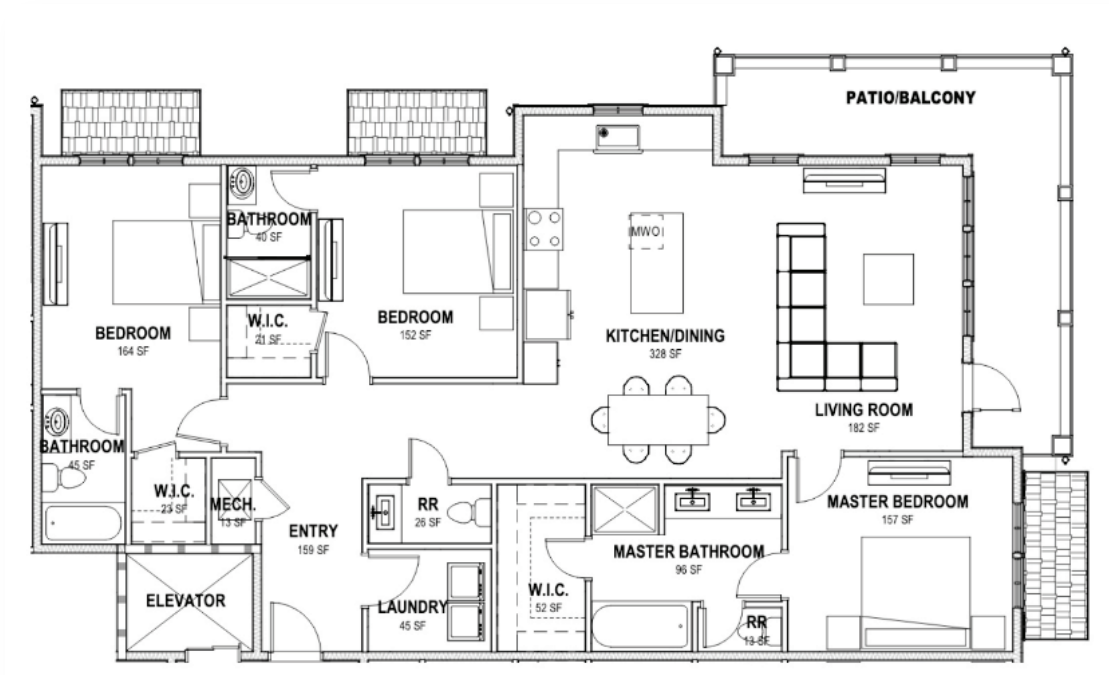 PATIO/BALCONY
BATHROOM
40 SF
MWO
BEDROOM
164 SF
W.I.C.
21 SF
BEDROOM
152 SF
KITCHEN/DINING
328 SF
LIVING ROOM
182 SF
BATHROOM
45 SF
W.I.C.
23 SF
MECH.
13 SF
RR
26 SF
MASTER BEDROOM
157 SF
ENTRY
159 SF
MASTER BATHROOM
96 SF
ELEVATOR
LAUNDRY
45 SF
W.I.C.
52 SF
RR
13 SF